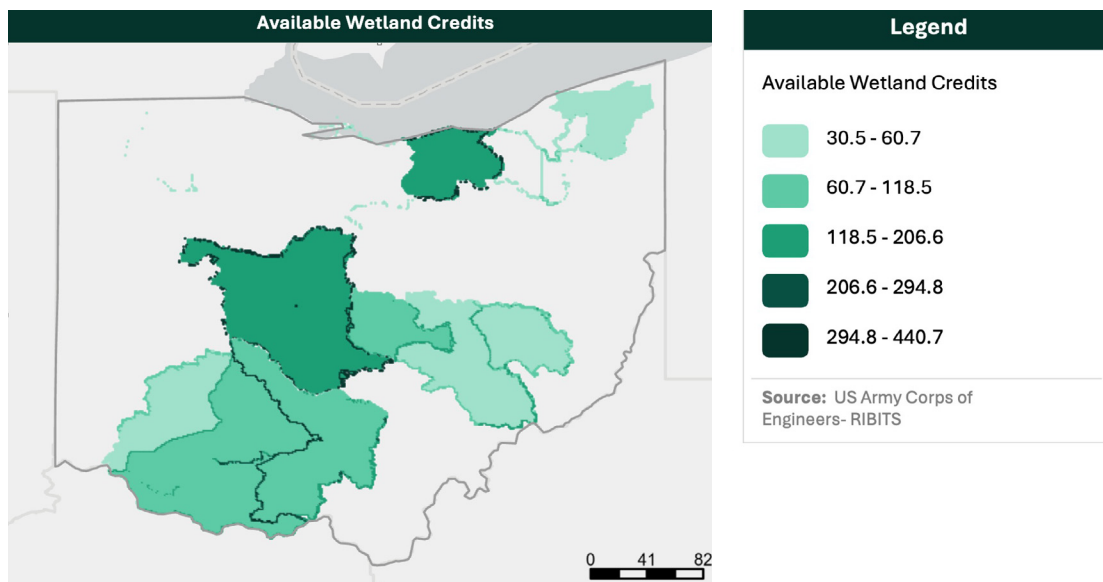 Available Wetland Credits
0 41 82
Legend
Available Wetland Credits
30.5 - 60.7
60.7 - 118.5
118.5 - 206.6
206.6 - 294.8
294.8 - 440.7
Source: US Army Corps of
Engineers- RIBITS